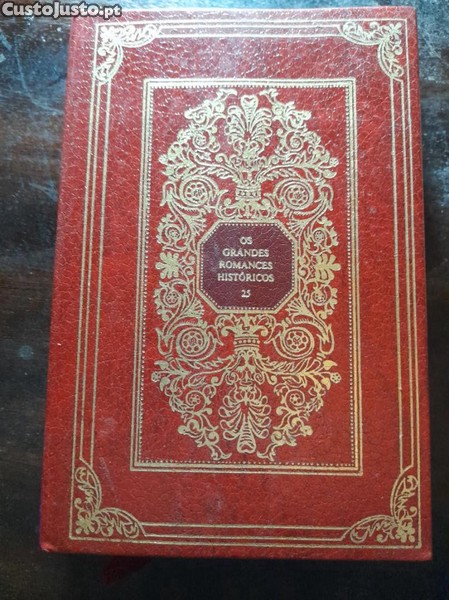 CustoJusto.pt
OS
GRANDES
ROMANCES
HISTÓRICOS
25